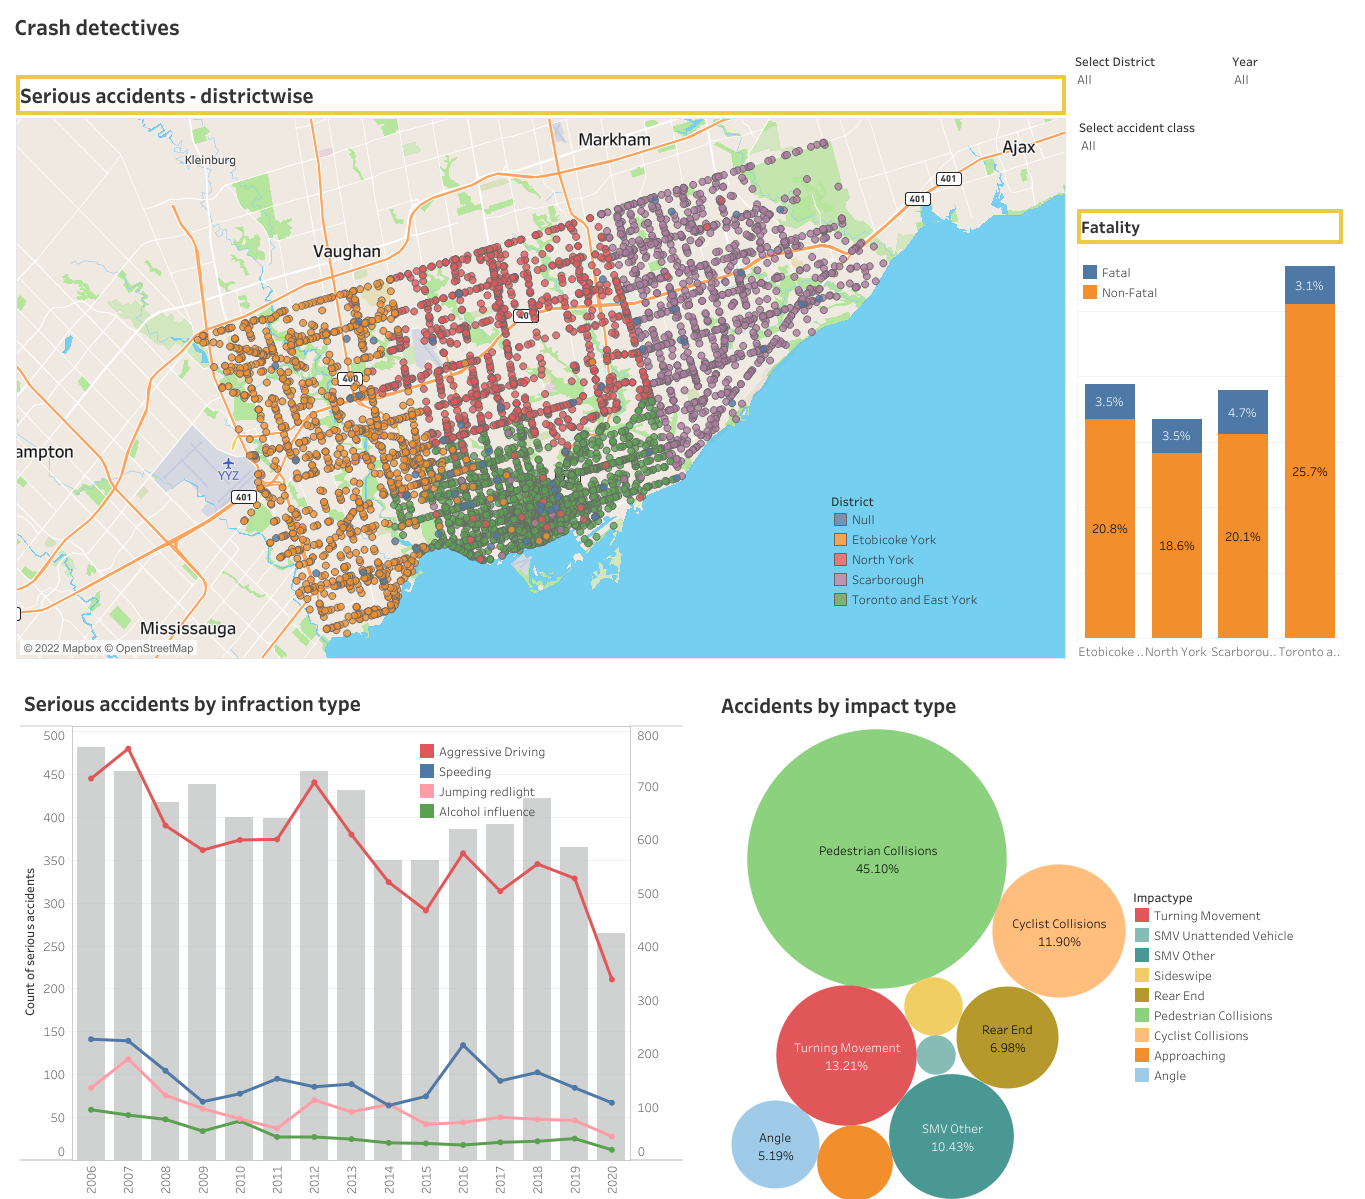 Crash detectives
Select District
Year
All
All
Serious accidents - districtwise
Select accident class
All
Markham
Ajax
Kleinburg
401
401
Vaughan
Fatality
Fatal
Non-Fatal
400
ampton
YYZ
401
Mississauga
District
Null
Etobicoke York
North York
Scarborough
Toronto and East York
© 2022 Mapbox © OpenStreetMap
3.1%
3.5%
3.5%
4.7%
25.7%
20.8%
18.6%
20.1%
Etobicoke ..
North York
Scarborou..
Toronto a..
Serious accidents by infraction type
Aggressive Driving
Speeding
Jumping redlight
Alcohol influence
Count of serious accidents
500
450
400
350
300
250
200
150
100
50
0
800
700
600
500
400
300
200
100
0
2006
2007
2008
2009
2010
2011
2012
2013
2014
2015
2016
2017
2018
2019
2020
Accidents by impact type
Pedestrian Collisions
45.10%
Cyclist Collisions
11.90%
Rear End
6.98%
Turning Movement
13.21%
SMV Other
10.43%
Angle
5.19%
Impactype
Turning Movement
SMV Unattended Vehicle
SMV Other
Sideswipe
Rear End
Pedestrian Collisions
Cyclist Collisions
Approaching
Angle